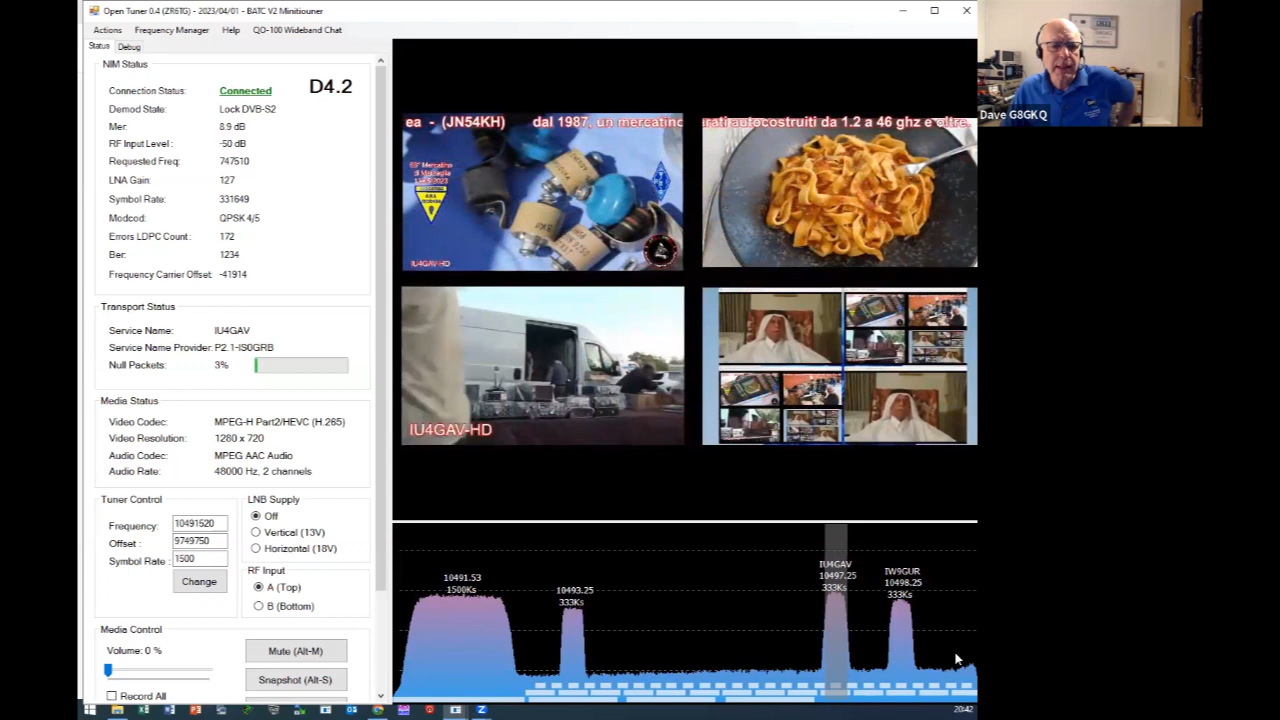 Open Tuner 0.4 (ZR6TG) - 2023/04/01 - BATC V2 Minitiouner
Actions Frequency Manager Help QO-100 Wideband Chat
Status Debug
NIM Status
D4.2
Connection Status: Connected
Demod State: Lock DVB-S2
Mer: 8.9 dB
RF Input Level : -50 dB
Requested Freq: 747510
LNA Gain: 127
Symbol Rate: 331649
Modcod: QPSK 4/5
Errors LDPC Count : 172
Ber: 1234
Frequency Carrier Offset: -41914
Transport Status
Service Name: IU4GAV
Service Name Provider: P2.1-IS0GRB
Null Packets: 3%
Media Status
Video Codec: MPEG-H Part2/HEVC (H.265)
Video Resolution: 1280 x 720
Audio Codec: MPEG AAC Audio
Audio Rate: 48000 Hz, 2 channels
Tuner Control
Frequency: 10491520
Offset : 9749750
Symbol Rate : 1500
Change
LNB Supply
Off
Vertical (13V)
Horizontal (18V)
RF Input
A (Top)
B (Bottom)
Media Control
Volume: 0 %
Mute (Alt-M)
Snapshot (Alt-S)
Record All
ea - (JN54KH) dal 1987, un mercatino
IU4GAV-HD
arati autocostruiti da 1.2 a 46 ghz e oltre.
IU4GAV-HD
10491.53
1500Ks
10493.25
333Ks
IU4GAV
10497.25
333Ks
IW9GUR
10498.25
333Ks
20:42
Dave G8GKQ